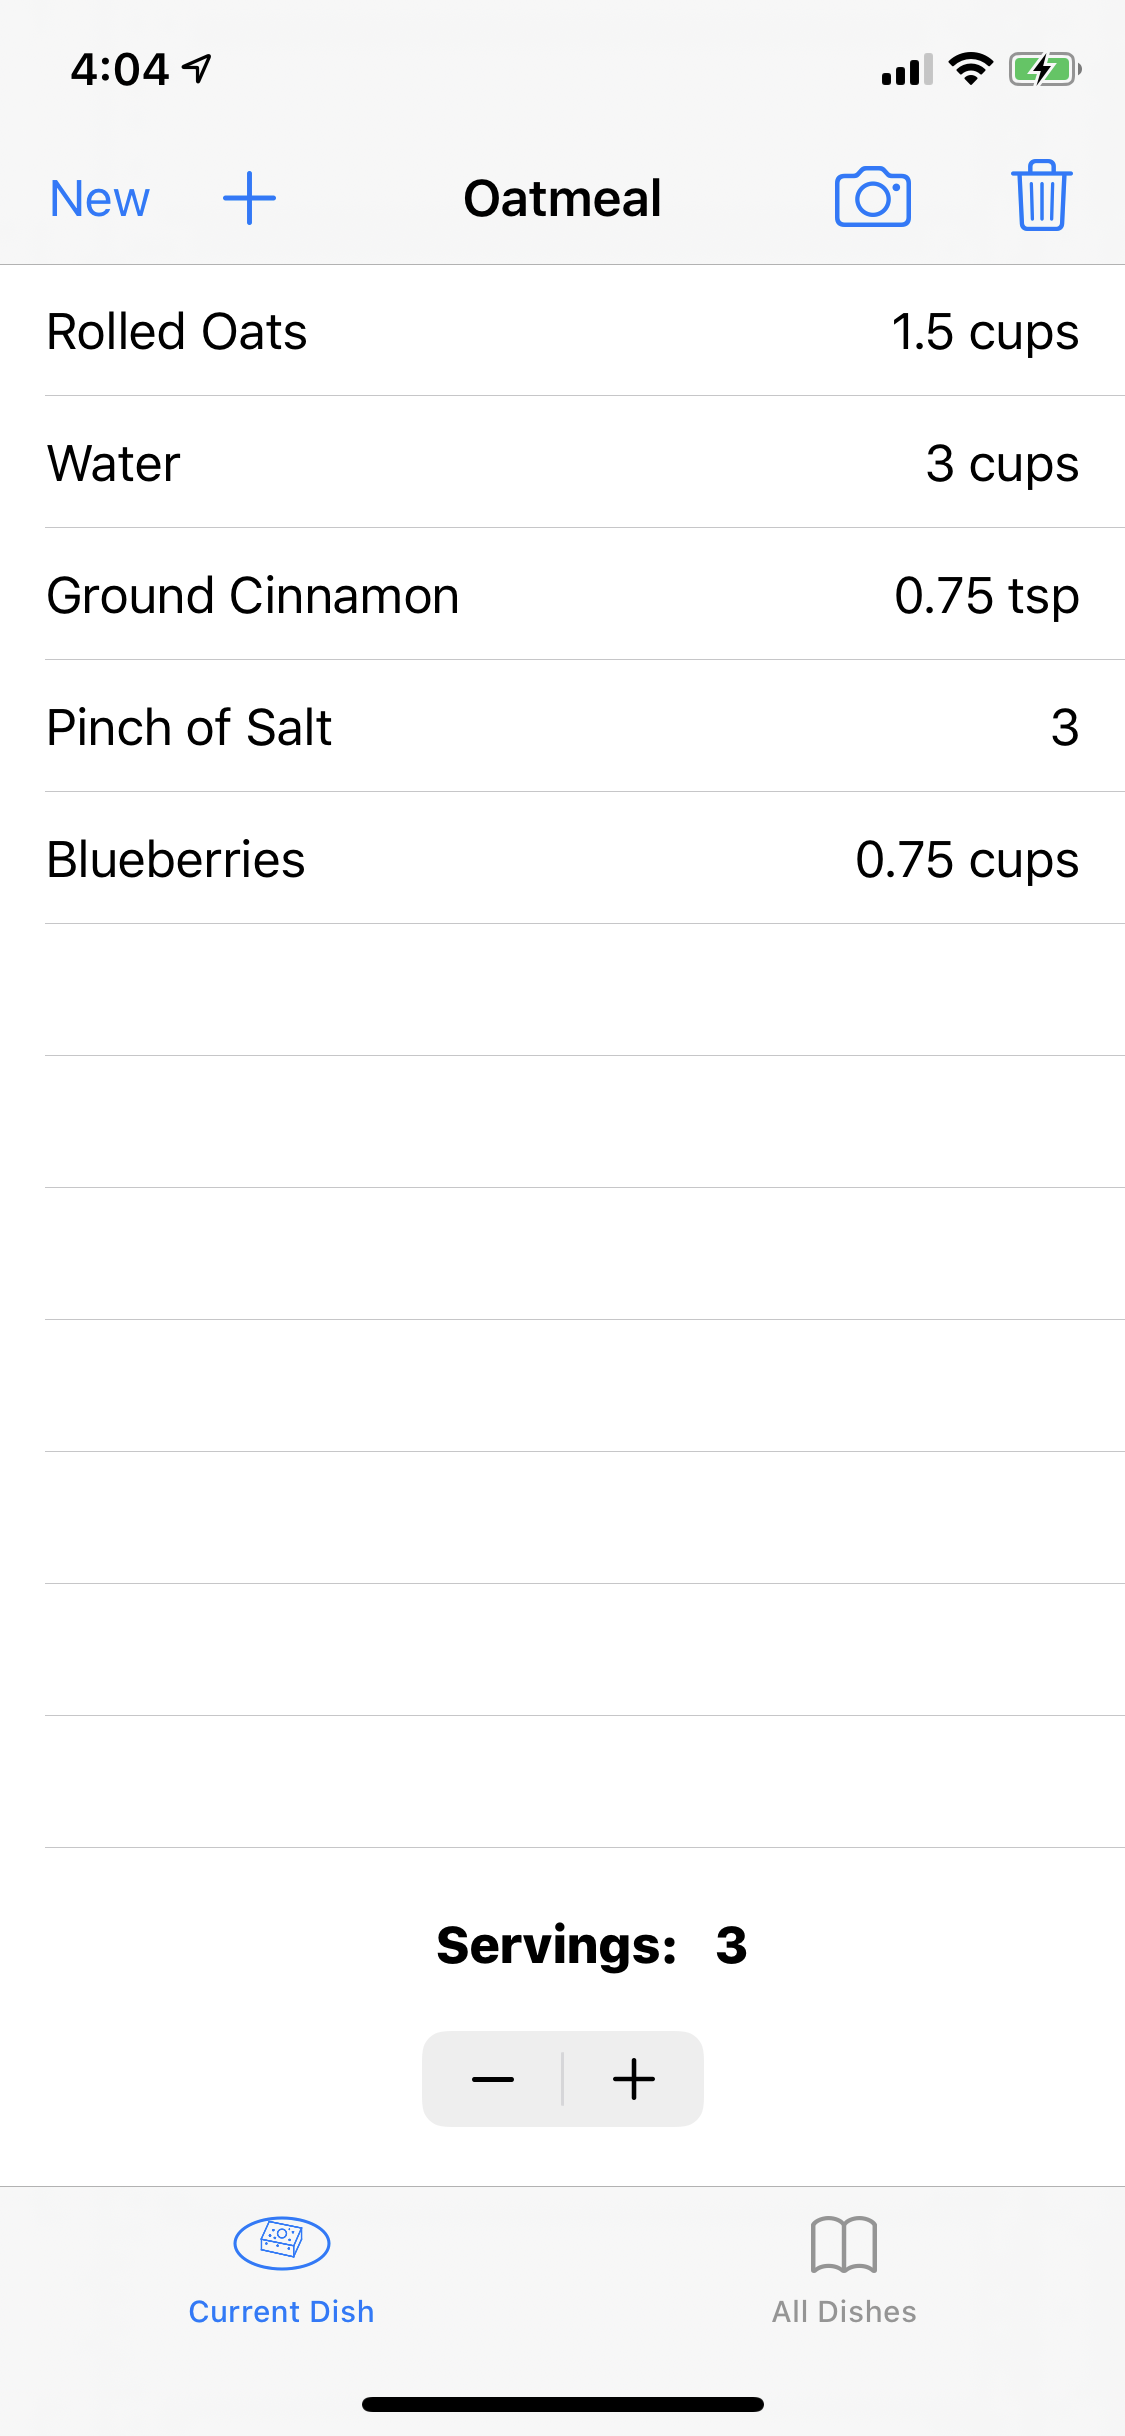 4:04
New + Oatmeal
Rolled Oats 1.5 cups
Water 3 cups
Ground Cinnamon 0.75 tsp
Pinch of Salt 3
Blueberries 0.75 cups
Servings: 3
− +
Current Dish All Dishes